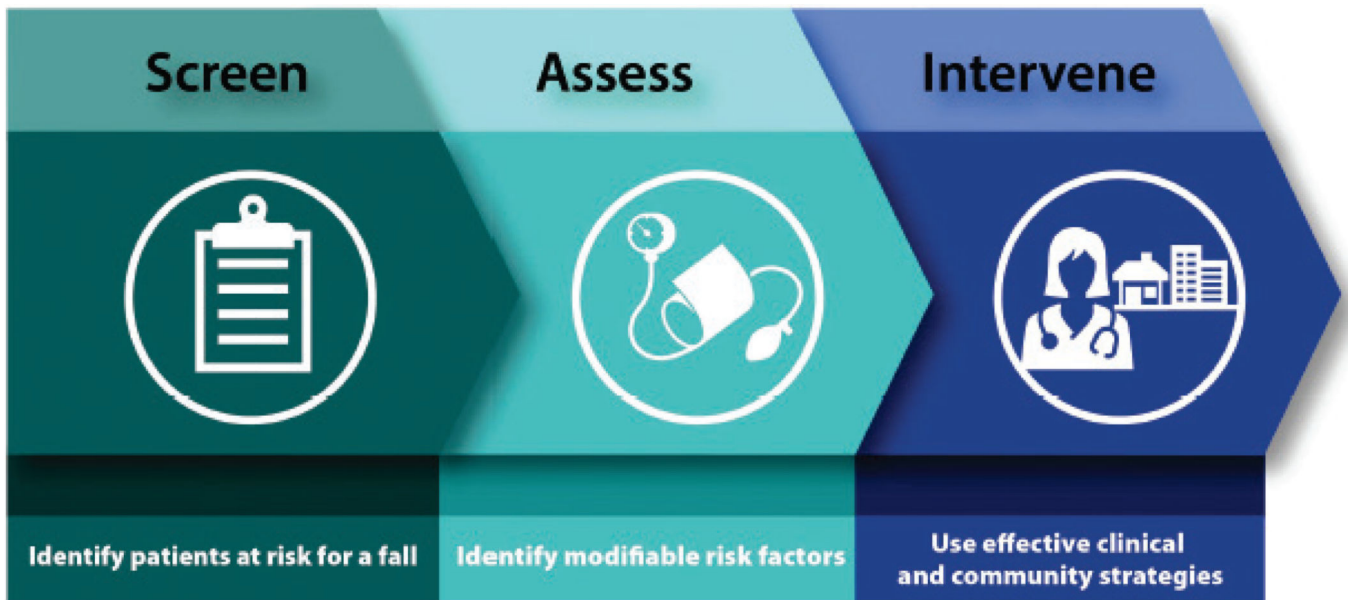 Screen
Assess
Intervene
Identify patients at risk for a fall
Identify modifiable risk factors
Use effective clinical
and community strategies